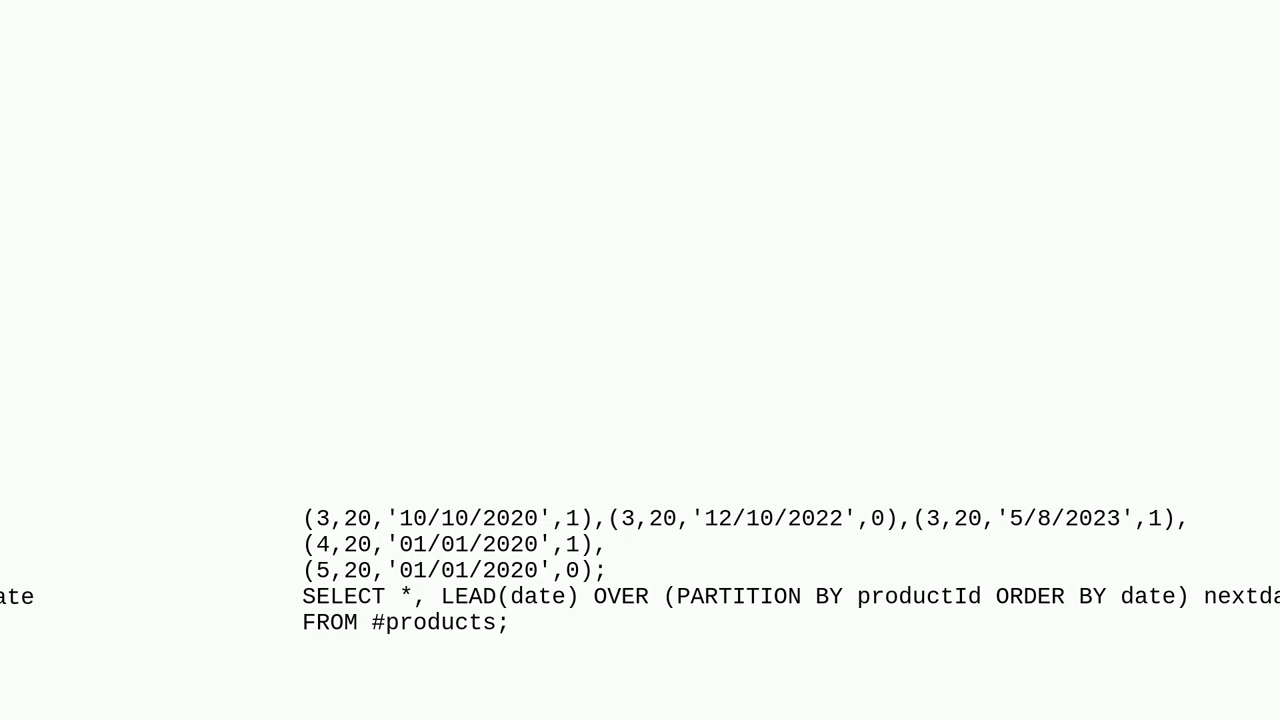 (3,20,'10/10/2020',1),(3,20,'12/10/2022',0),(3,20,'5/8/2023',1),
(4,20,'01/01/2020',1),
(5,20,'01/01/2020',0);
ate
SELECT *, LEAD(date) OVER (PARTITION BY productId ORDER BY date) nextda
FROM #products;